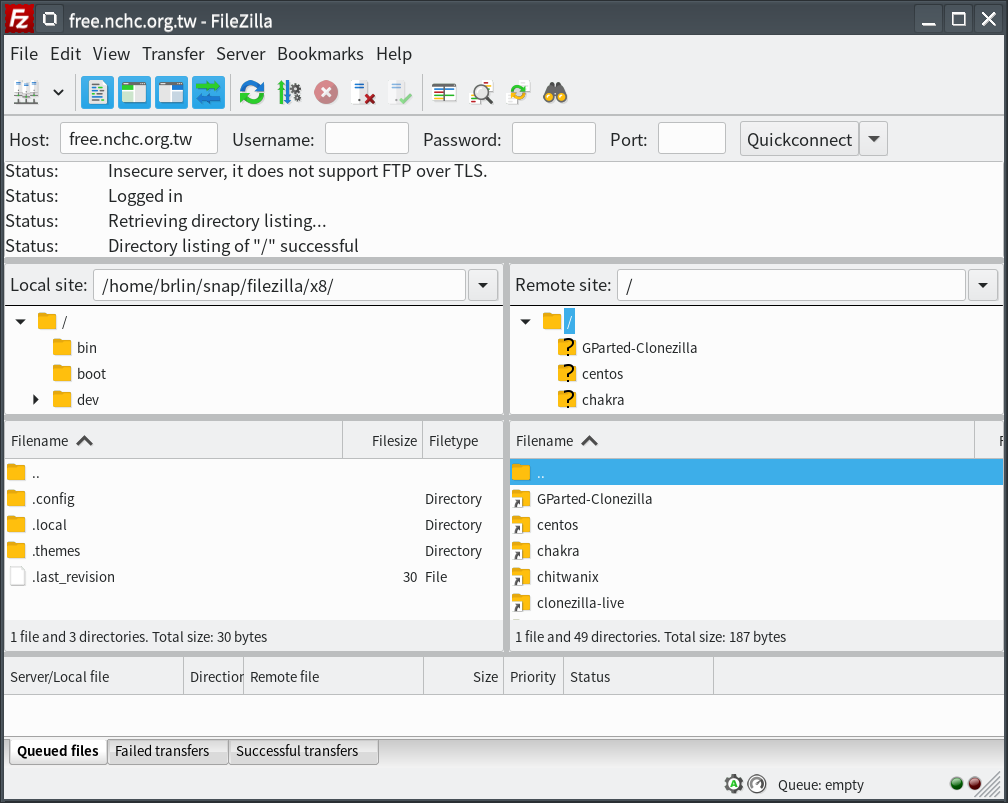 free.nchc.org.tw - FileZilla
File Edit View Transfer Server Bookmarks Help
Host: free.nchc.org.tw Username: Password: Port: Quickconnect
Status: Insecure server, it does not support FTP over TLS.
Status: Logged in
Status: Retrieving directory listing...
Status: Directory listing of "/" successful
Local site: /home/brlin/snap/filezilla/x8/
/
bin
boot
dev
Filename Filesize Filetype
..
.config Directory
.local Directory
.themes Directory
.last_revision 30 File
1 file and 3 directories. Total size: 30 bytes
Remote site: /
/
GParted-Clonezilla
centos
chakra
Filename F
..
GParted-Clonezilla
centos
chakra
chitwanix
clonezilla-live
1 file and 49 directories. Total size: 187 bytes
Server/Local file Direction Remote file Size Priority Status
Queued files Failed transfers Successful transfers
Queue: empty